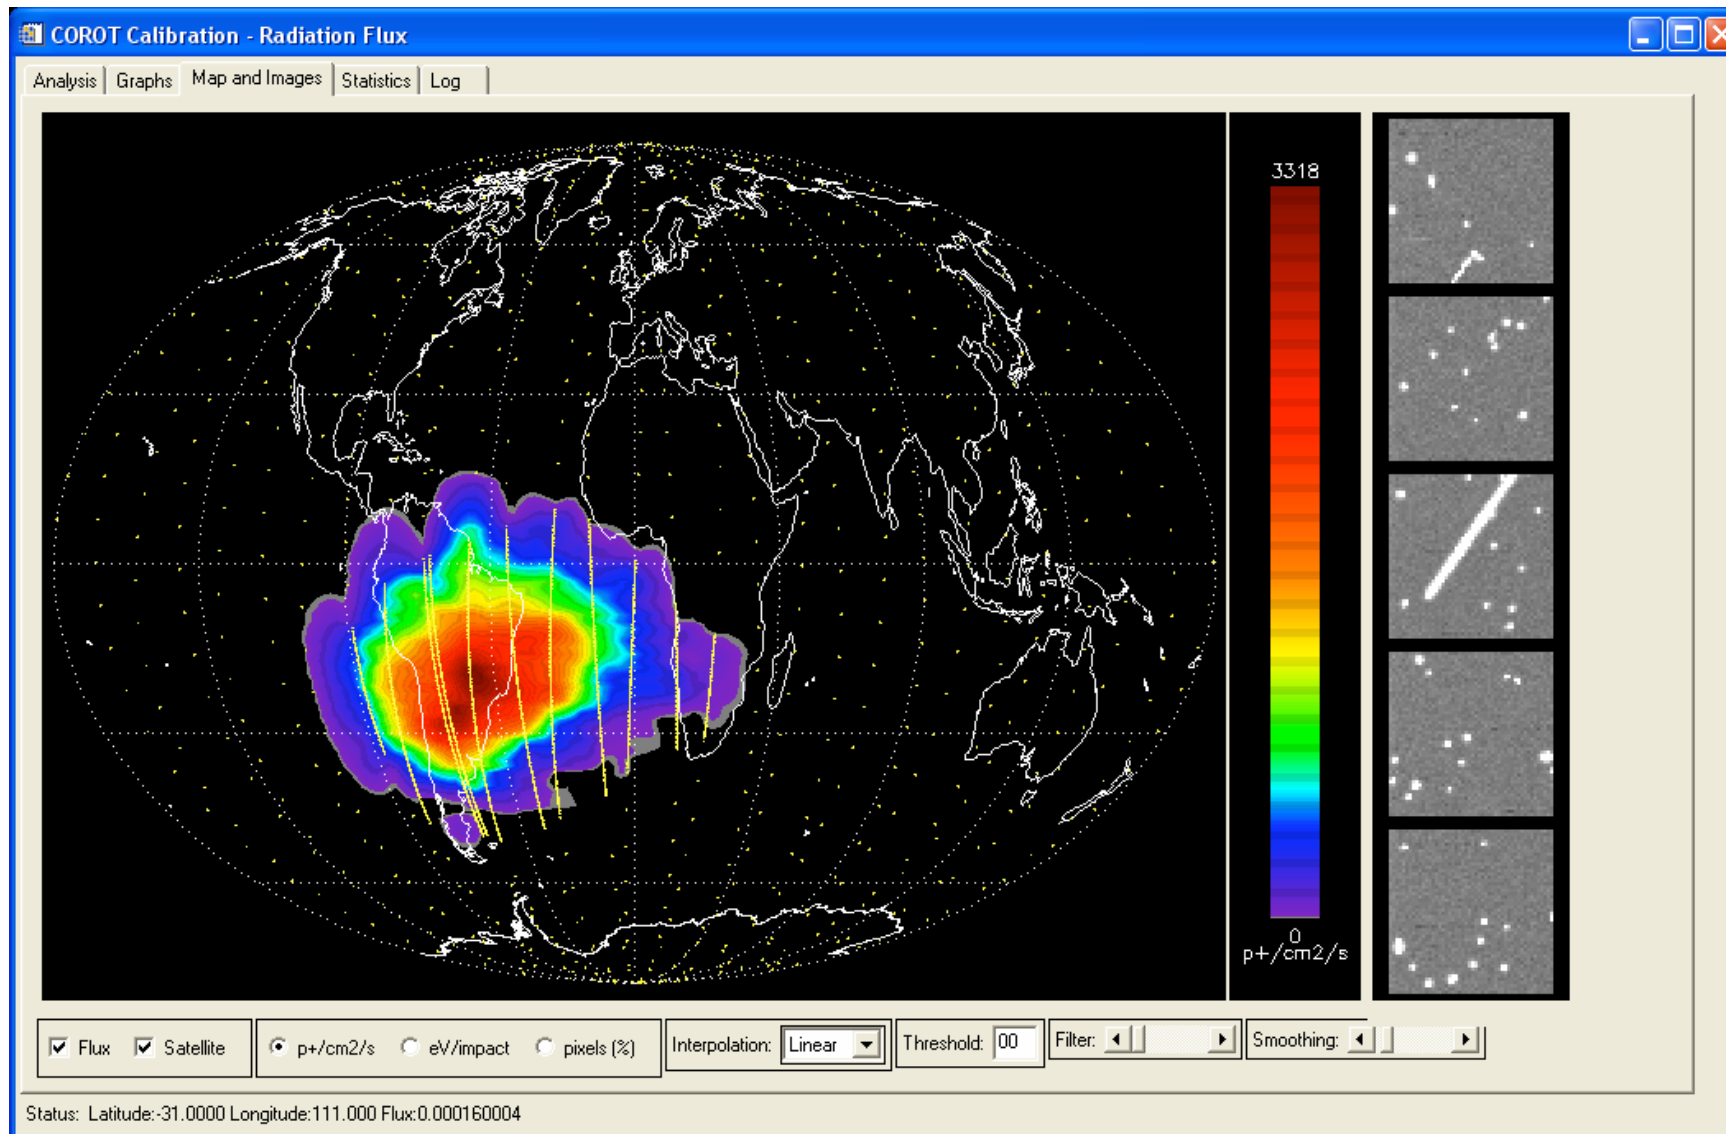 COROT Calibration - Radiation Flux
Analysis Graphs Map and Images Statistics Log
3318
0
p+/cm2/s
Flux Satellite p+/cm2/s eV/impact pixels (%) Interpolation: Linear Threshold: 00 Filter: Smoothing:
Status: Latitude:-31.0000 Longitude:111.000 Flux:0.000160004